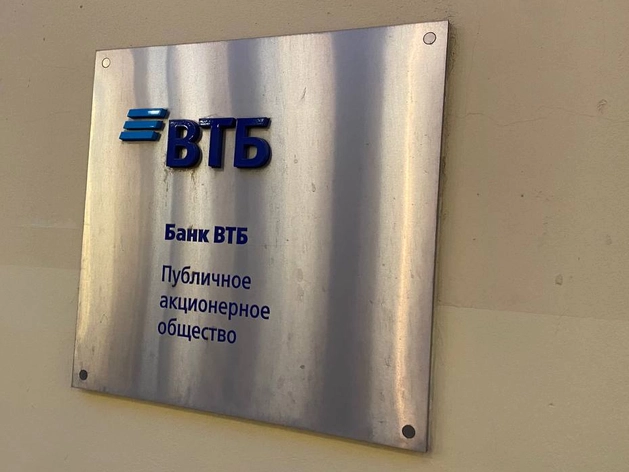 ВТБ
Банк ВТБ
Публичное
акционерное
общество